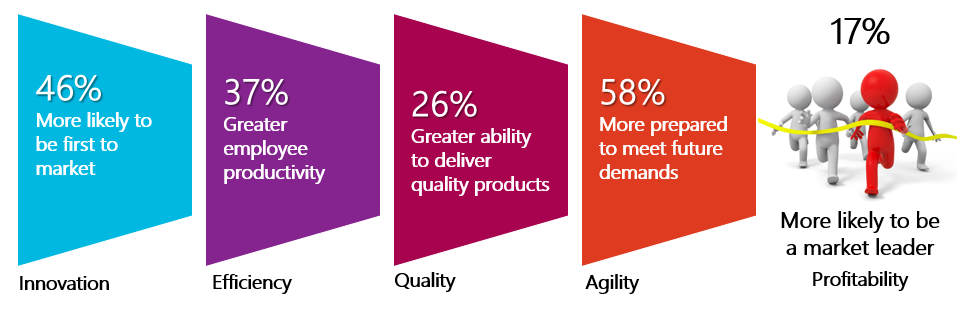 46%
More likely to
be first to
market
Innovation
37%
Greater
employee
productivity
Efficiency
26%
Greater ability
to deliver
quality products
Quality
58%
More prepared
to meet future
demands
Agility
17%
More likely to be
a market leader
Profitability